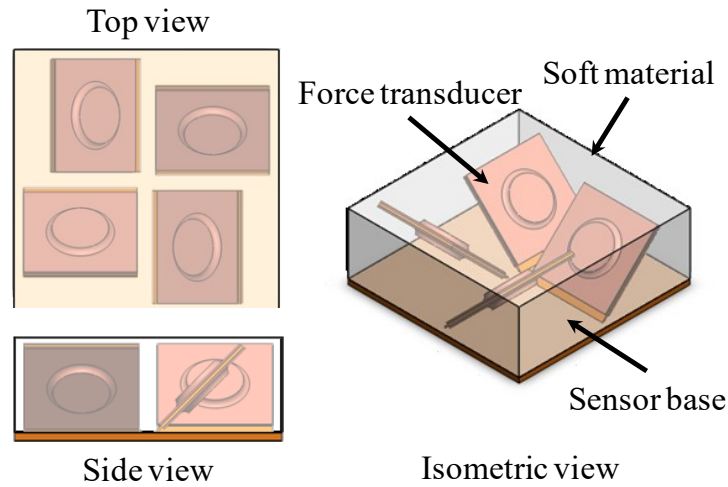 Top view
Soft material
Force transducer
Sensor base
Side view
Isometric view